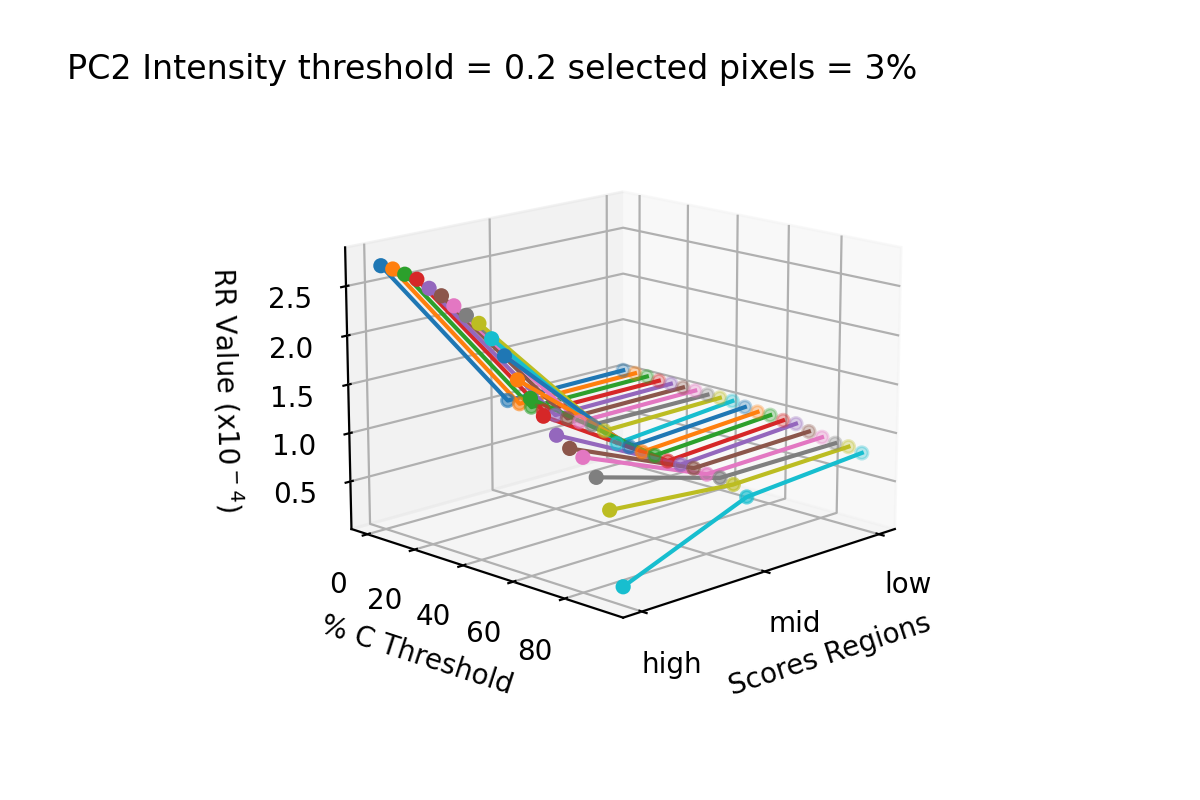 PC2 Intensity threshold = 0.2 selected pixels = 3%
RR Value (x10⁻⁴)
2.5
2.0
1.5
1.0
0.5
0
20
40
60
80
% C Threshold
high
mid
low
Scores Regions